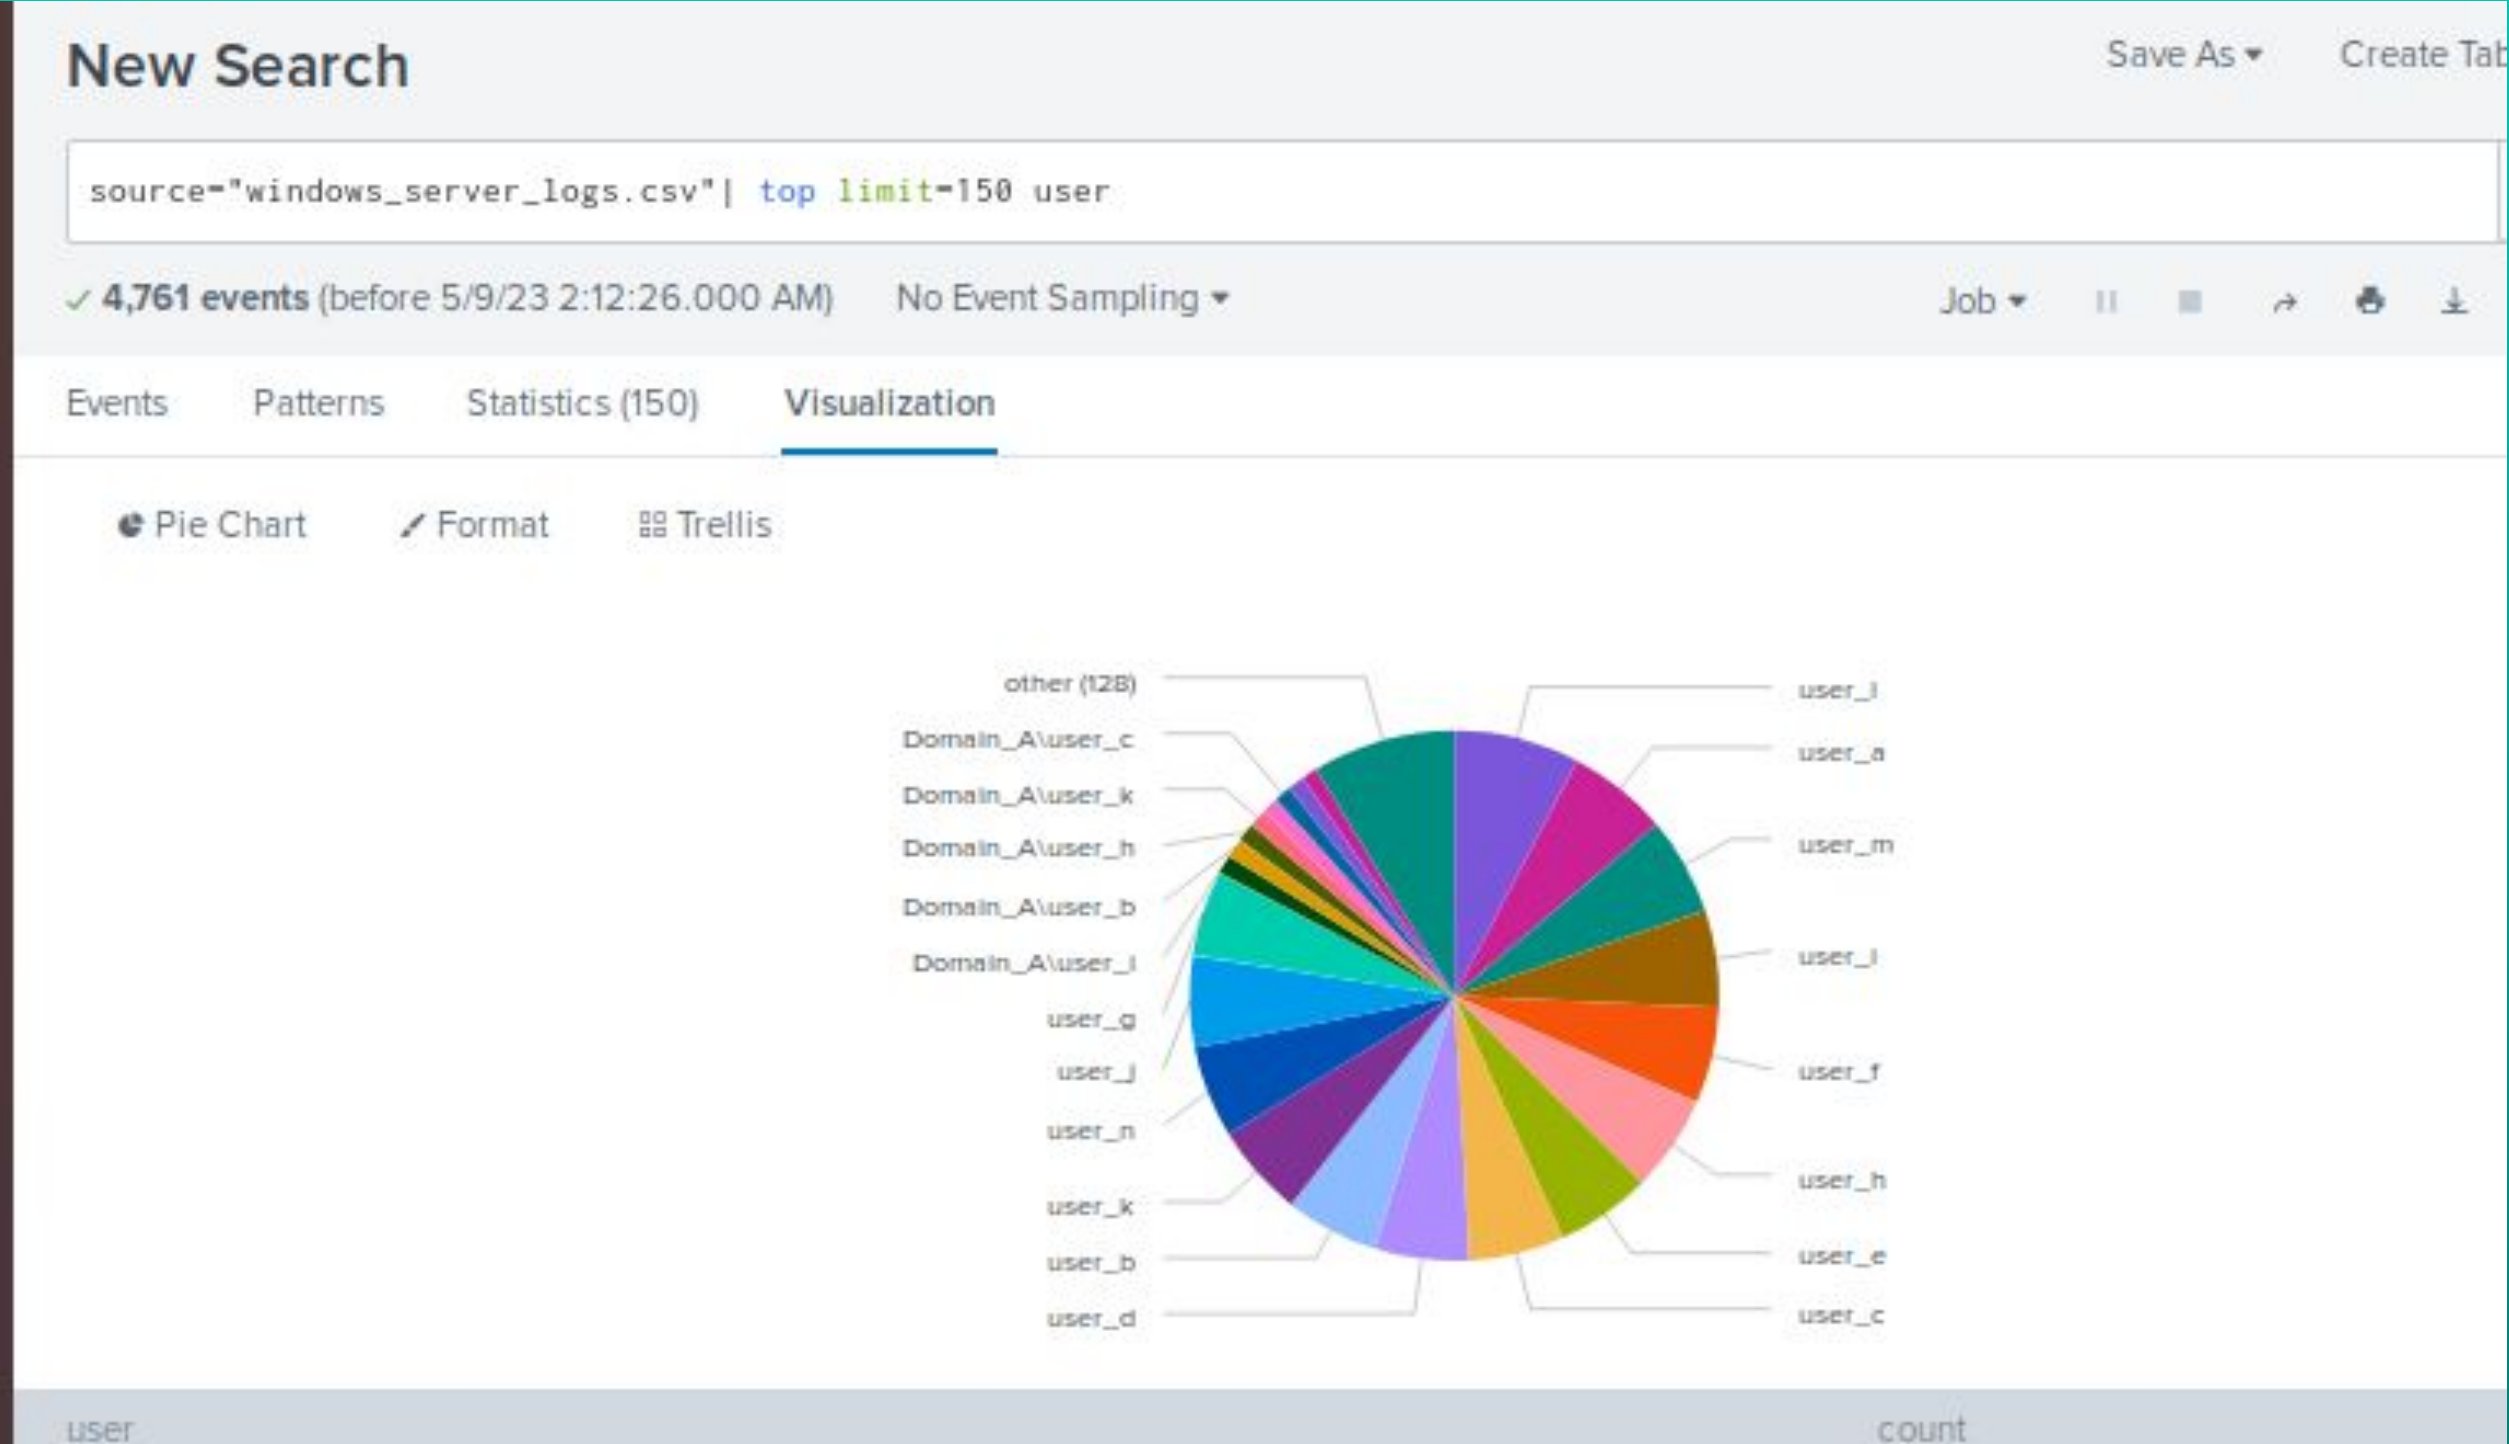 New Search
Save As
Create Tab
source="windows_server_logs.csv"| top limit=150 user
4,761 events (before 5/9/23 2:12:26.000 AM)
No Event Sampling
Job
Events
Patterns
Statistics (150)
Visualization
Pie Chart
Format
Trellis
other (128)
Domain_A\user_c
Domain_A\user_k
Domain_A\user_h
Domain_A\user_b
Domain_A\user_i
user_g
user_j
user_n
user_k
user_b
user_d
user_a
user_m
user_f
user_h
user_e
user_c
user
count